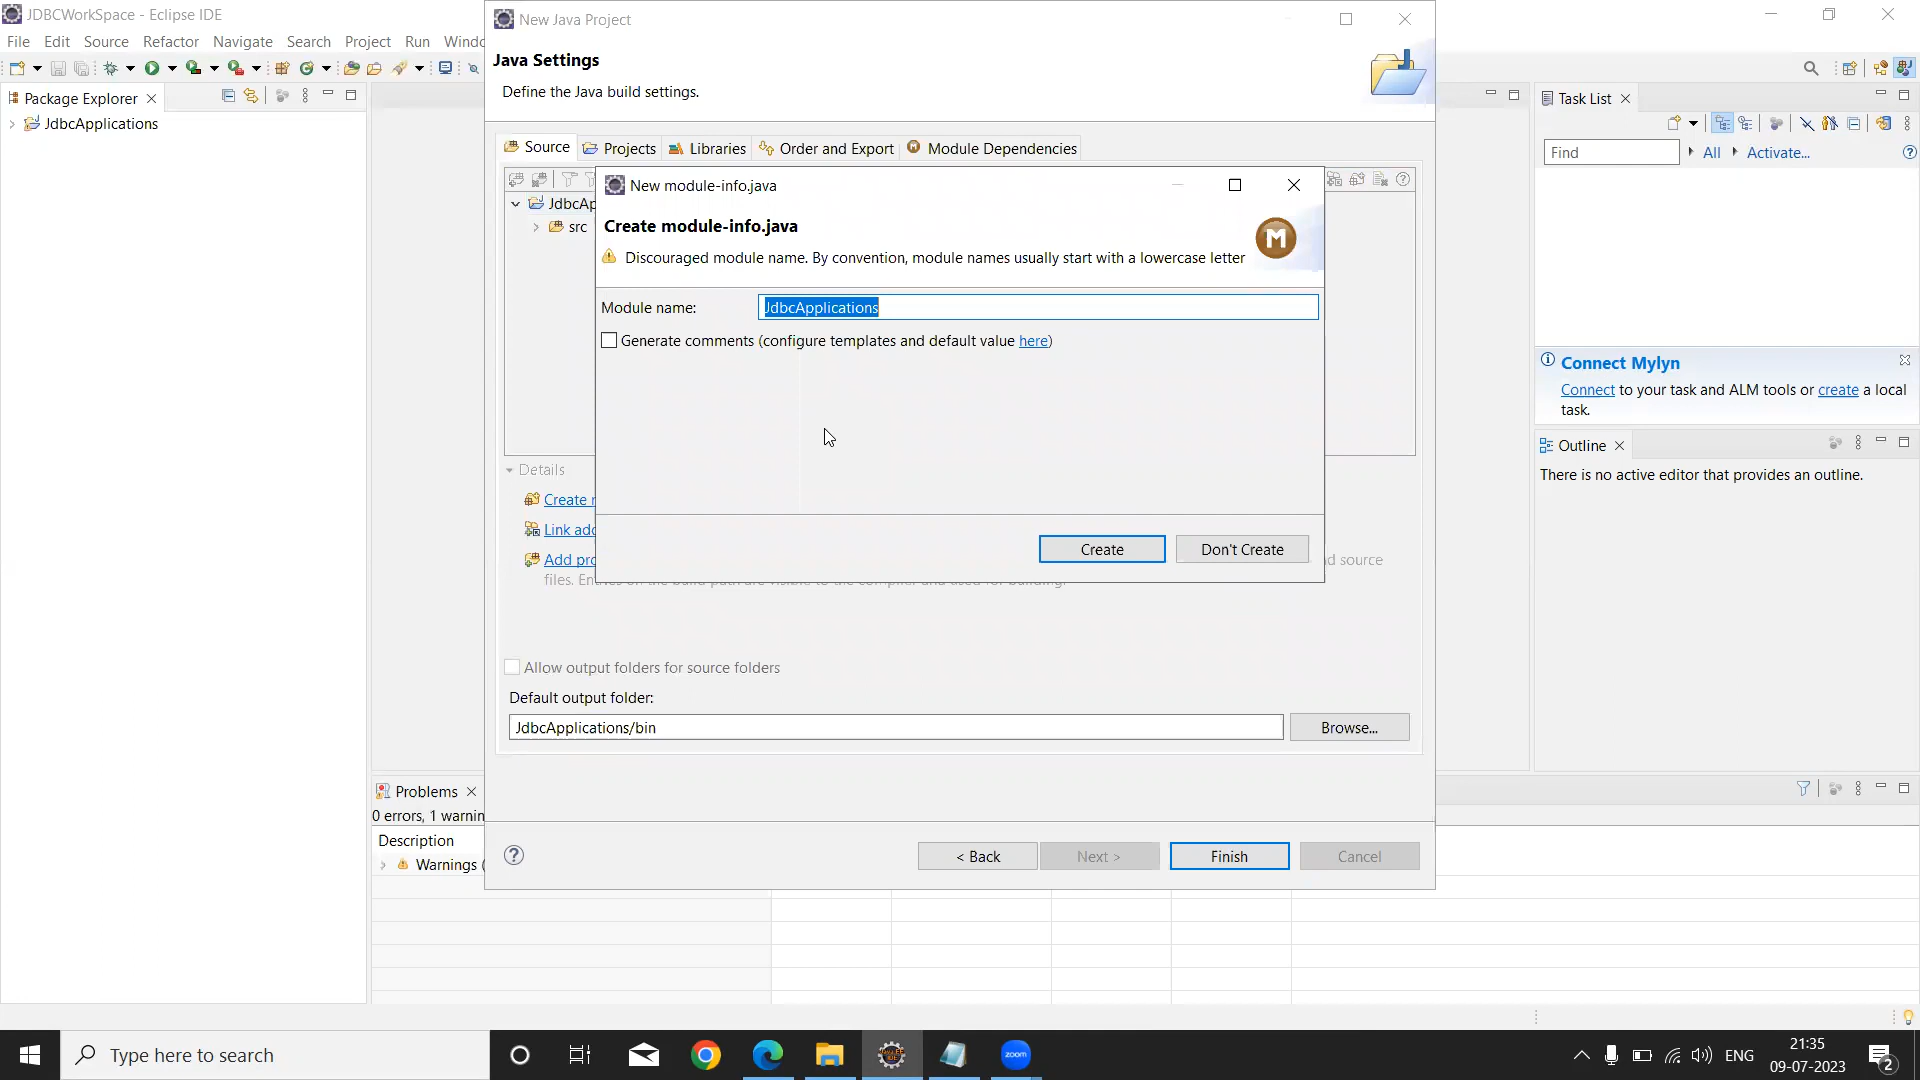 JDBCWorkSpace - Eclipse IDE
File Edit Source Refactor Navigate Search Project Run
Package Explorer
JdbcApplications
New Java Project
Java Settings
Define the Java build settings.
Source Projects Libraries Order and Export Module Dependencies
src
Details
Create
Link
Add
New module-info.java
Create module-info.java
M
Discouraged module name. By convention, module names usually start with a lowercase letter
Module name: JdbcApplications
Generate comments (configure templates and default value here)
Create Don't Create
source
files.
Allow output folders for source folders
Default output folder:
JdbcApplications/bin Browse...
< Back Next > Finish Cancel
Task List
Find All Activate...
Connect Mylyn
Connect to your task and ALM tools or create a local
task.
Outline
There is no active editor that provides an outline.
Problems
0 errors, 1
Description
Warnings
Type here to search
zoom
ENG
21:35
09-07-2023
2